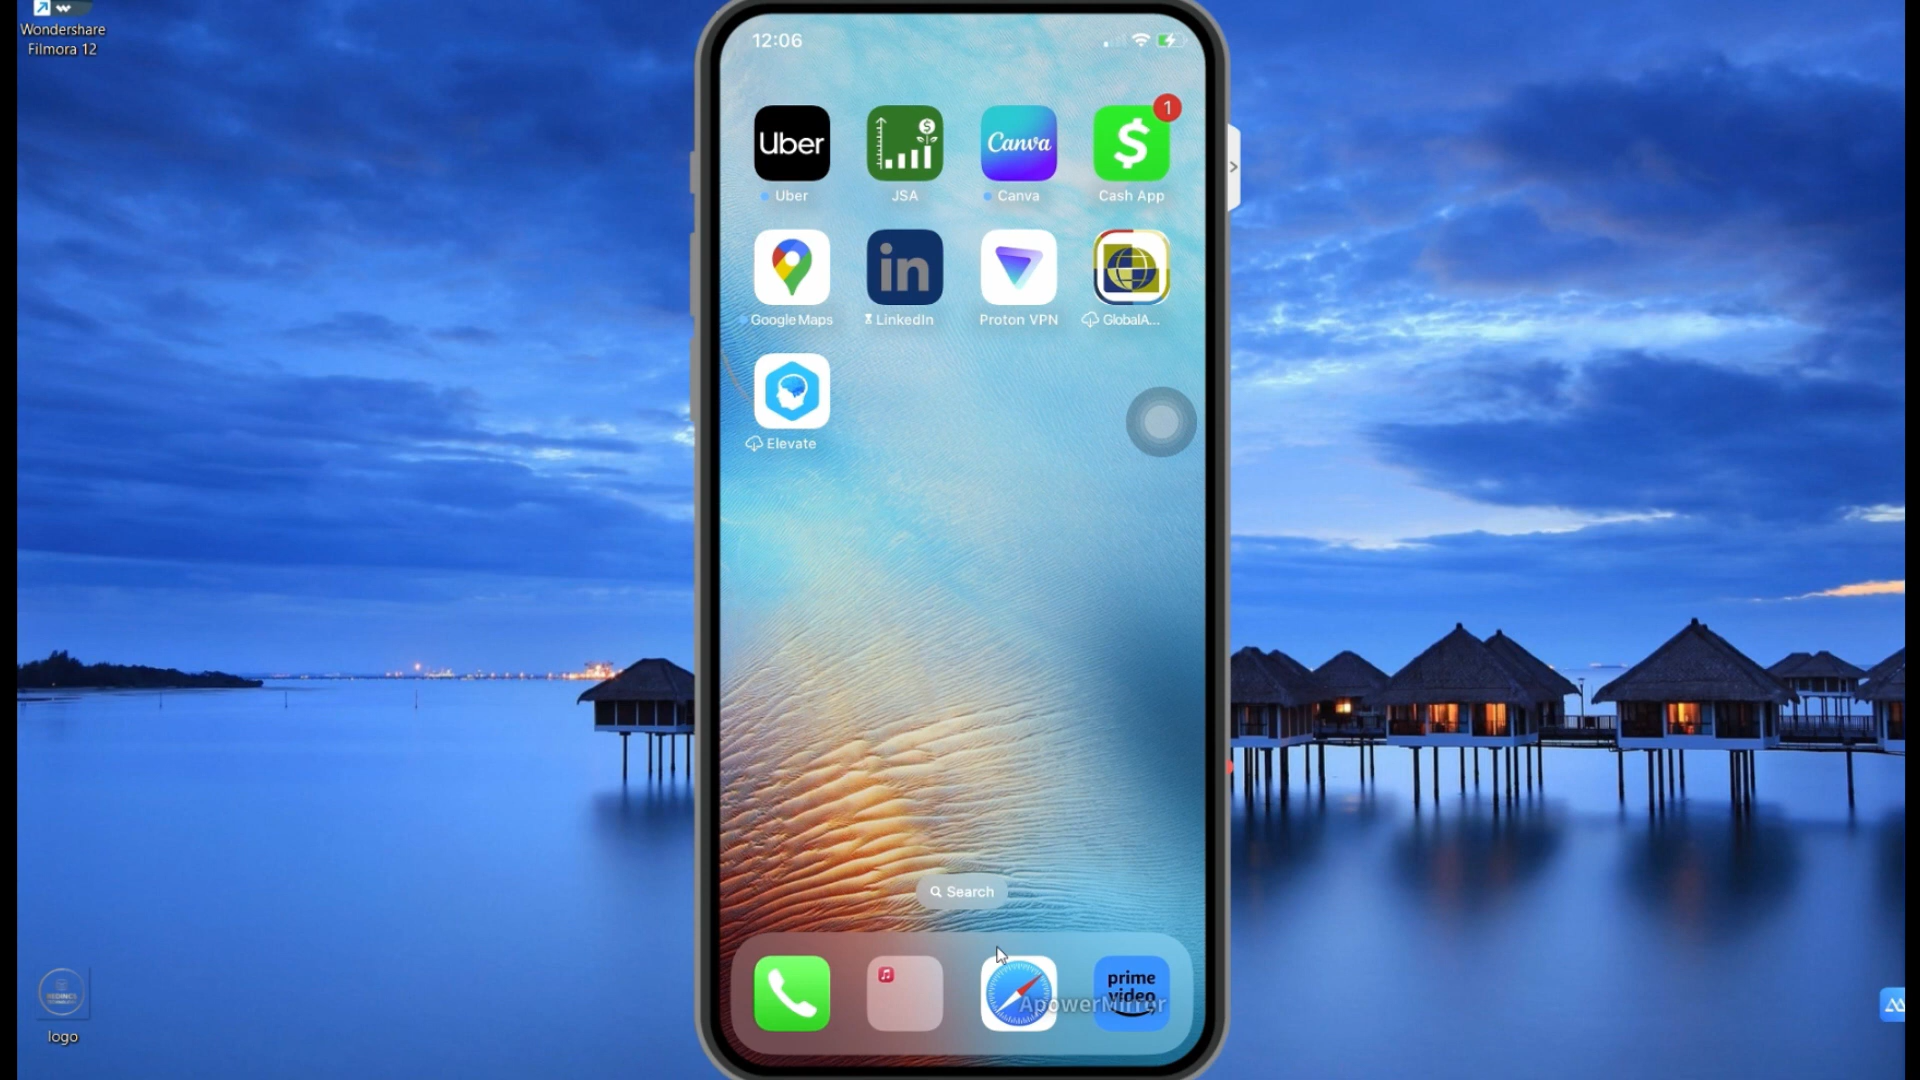 Wondershare
Filmora 12
12:06
Uber
Canva
$
1
Uber
JSA
Canva
Cash App
in
Google Maps
LinkedIn
Proton VPN
GlobalA...
Elevate
Search
prime
video
ApowerMirror
logo